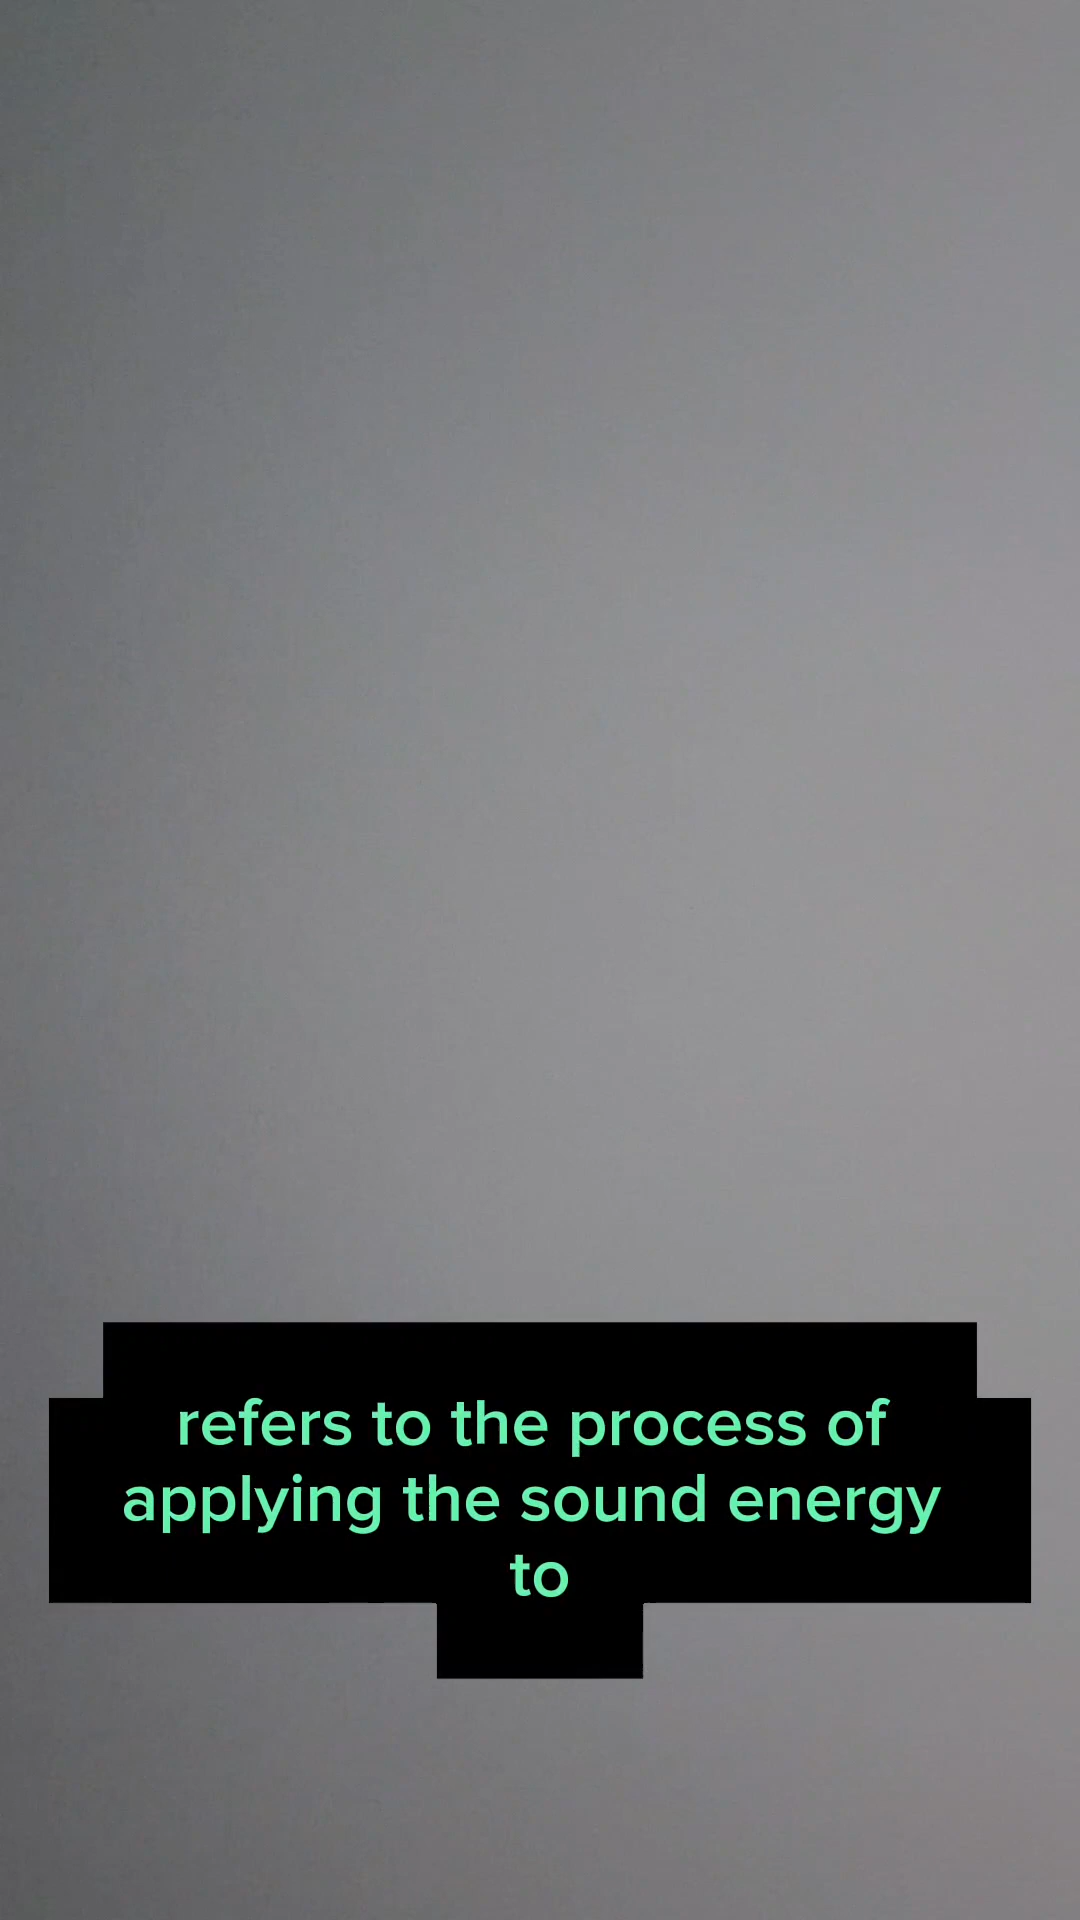 refers to the process of
applying the sound energy
to